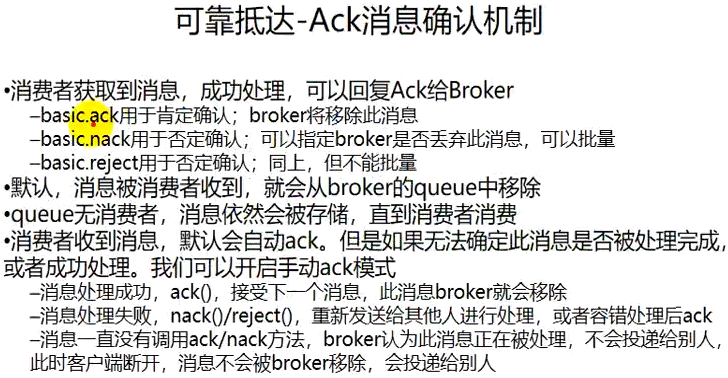 可靠抵达-Ack消息确认机制
•消费者获取到消息，成功处理，可以回复Ack给Broker
–basic.ack用于肯定确认；broker将移除此消息
–basic.nack用于否定确认；可以指定broker是否丢弃此消息，可以批量
–basic.reject用于否定确认；同上，但不能批量
•默认，消息被消费者收到，就会从broker的queue中移除
•queue无消费者，消息依然会被存储，直到消费者消费
•消费者收到消息，默认会自动ack。但是如果无法确定此消息是否被处理完成，
或者成功处理。我们可以开启手动ack模式
–消息处理成功，ack()，接受下一个消息，此消息broker就会移除
–消息处理失败，nack()/reject()，重新发送给其他人进行处理，或者容错处理后ack
–消息一直没有调用ack/nack方法，broker认为此消息正在被处理，不会投递给别人，
此时客户端断开，消息不会被broker移除，会投递给别人